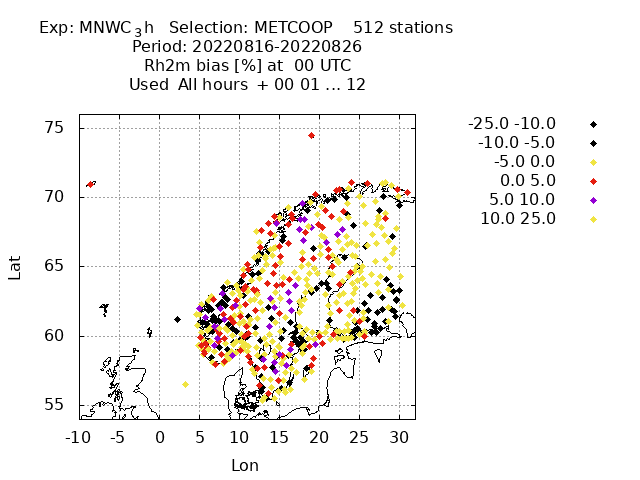 Exp: MNWC_3h   Selection: METCOOP    512 stations
Period: 20220816-20220826
Rh2m bias [%] at  00 UTC
Used  All hours  + 00 01 ... 12
-25.0 -10.0
-10.0 -5.0
-5.0 0.0
0.0 5.0
5.0 10.0
10.0 25.0
75
70
65
60
55
Lat
-10 -5 0 5 10 15 20 25 30
Lon